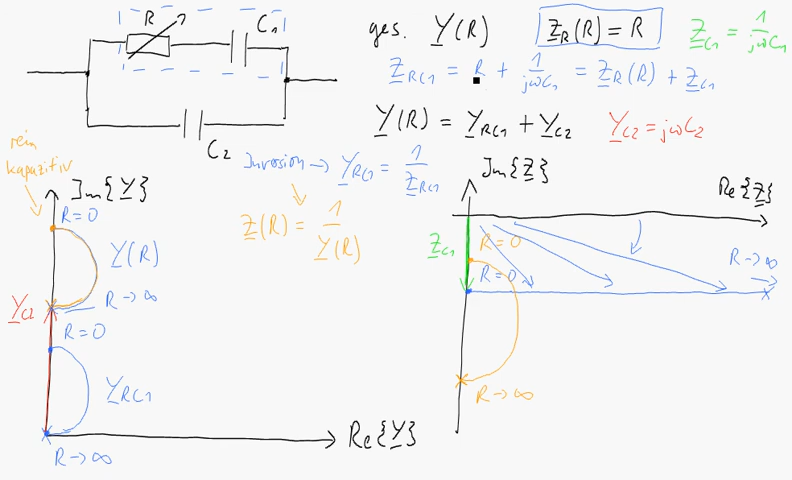 R
C1
C2
ges. Y(R)
Z_R(R) = R
Z_C1 = 1/jωC1
Z_RC1 = R + 1/jωC1 = Z_R(R) + Z_C1
Y(R) = Y_RC1 + Y_C2
Y_C2 = jωC2
Inversion → Y_RC1 = 1/Z_RC1
Z(R) = 1/Y(R)
rein
kapazitiv
Im{Y}
R = 0
Y(R)
R → ∞
Y_C2
R = 0
Y_RC1
R → ∞
Re{Y}
Jm{Z}
Re{Z}
Z_C1
R = 0
R = 0
R → ∞
R → ∞